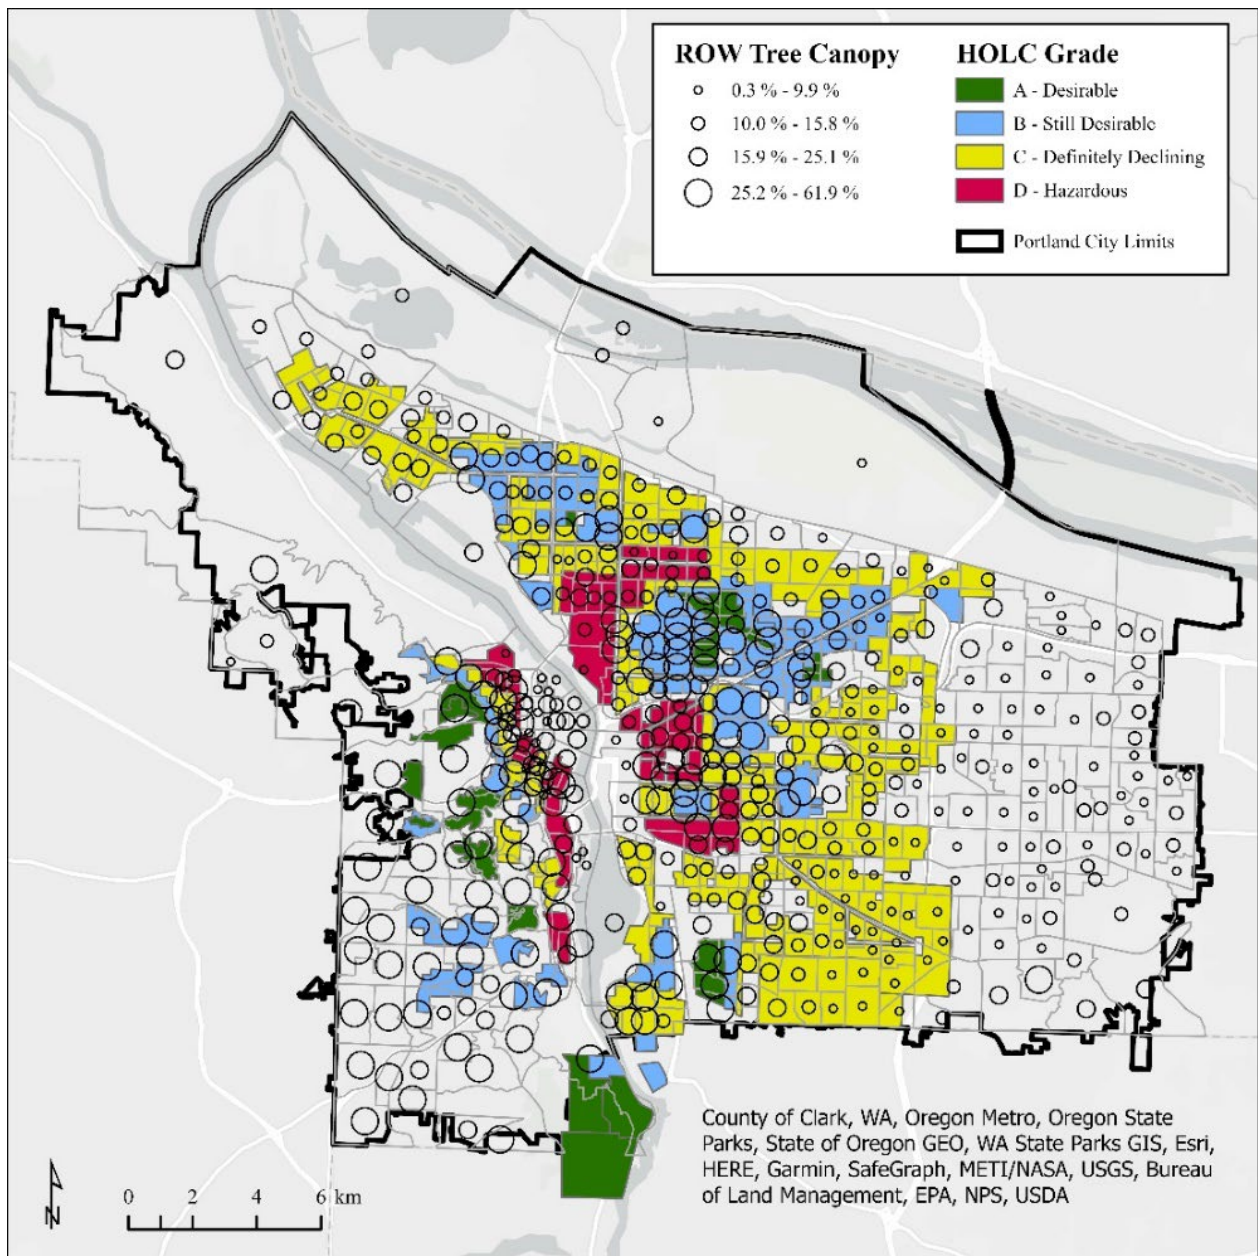 ROW Tree Canopy
0.3 % - 9.9 %
10.0 % - 15.8 %
15.9 % - 25.1 %
25.2 % - 61.9 %
HOLC Grade
A - Desirable
B - Still Desirable
C - Definitely Declining
D - Hazardous
Portland City Limits
County of Clark, WA, Oregon Metro, Oregon State
Parks, State of Oregon GEO, WA State Parks GIS, Esri,
HERE, Garmin, SafeGraph, METI/NASA, USGS, Bureau
of Land Management, EPA, NPS, USDA
N
0 2 4 6 km